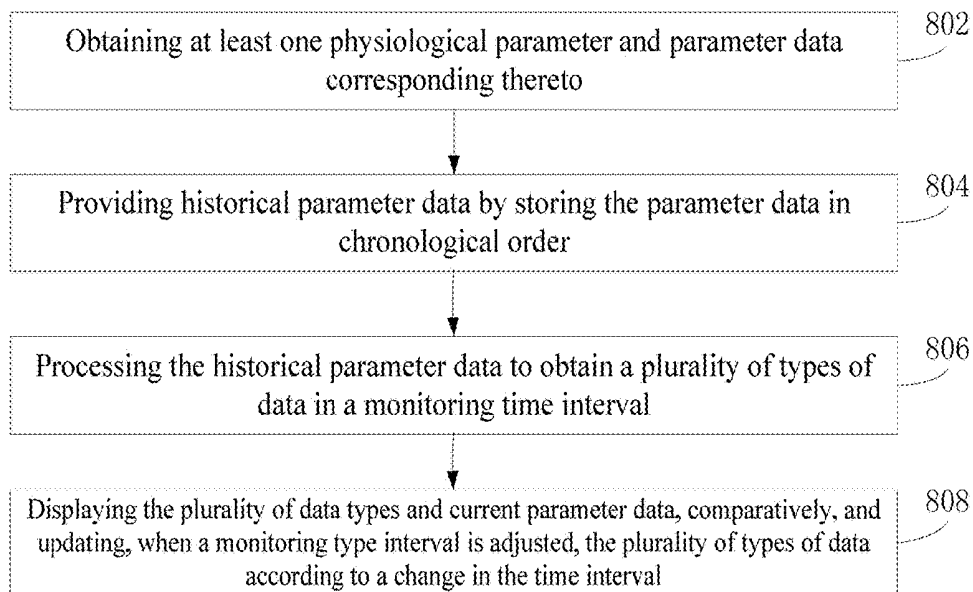 Obtaining at least one physiological parameter and parameter data
corresponding thereto
802
Providing historical parameter data by storing the parameter data in
chronological order
804
Processing the historical parameter data to obtain a plurality of types of
data in a monitoring time interval
806
Displaying the plurality of data types and current parameter data, comparatively, and
updating, when a monitoring type interval is adjusted, the plurality of types of data
according to a change in the time interval
808